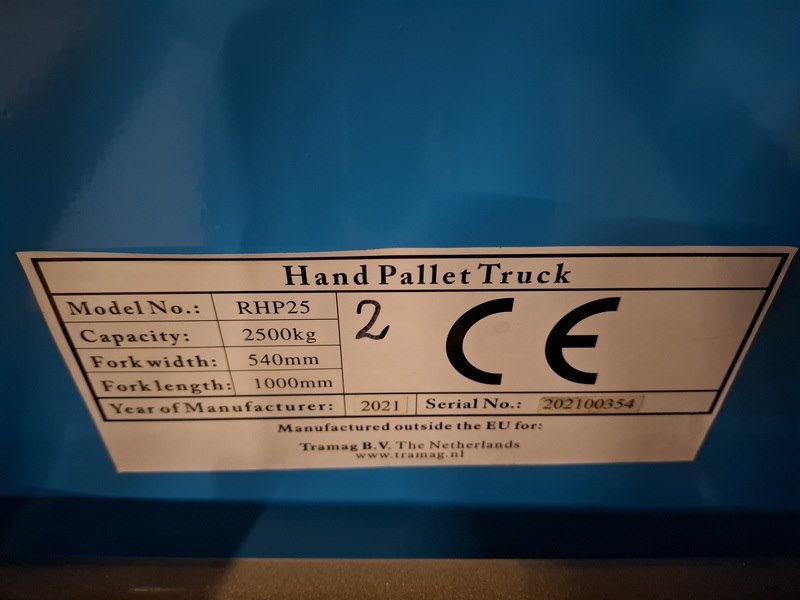 Hand Pallet Truck
Model No.: RHP25
2
CE
Capacity: 2500kg
Fork width: 540mm
Fork length: 1000mm
Year of Manufacturer: 2021 Serial No.: 202100354
Manufactured outside the EU for:
Tramag B.V. The Netherlands
www.tramag.nl